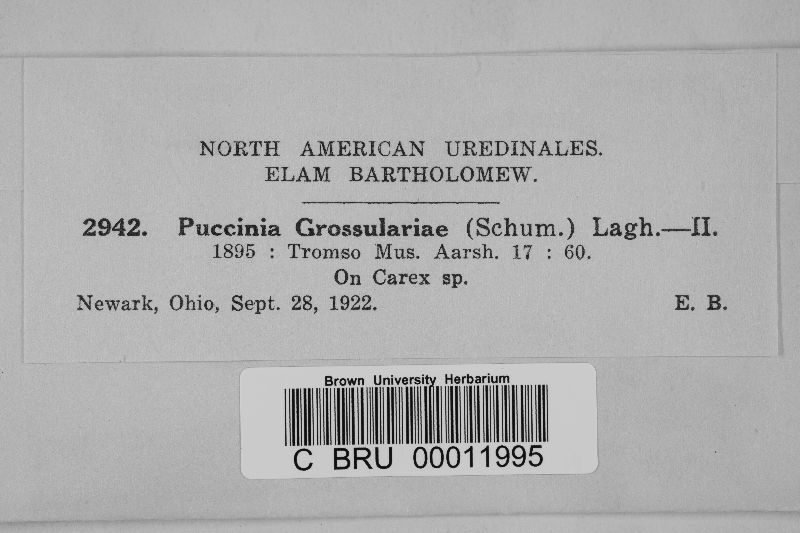 NORTH AMERICAN UREDINALES.
ELAM BARTHOLOMEW.
2942. Puccinia Grossulariae (Schum.) Lagh.—II.
1895 : Tromso Mus. Aarsh. 17 : 60.
On Carex sp.
Newark, Ohio, Sept. 28, 1922. E. B.
Brown University Herbarium
C BRU 00011995